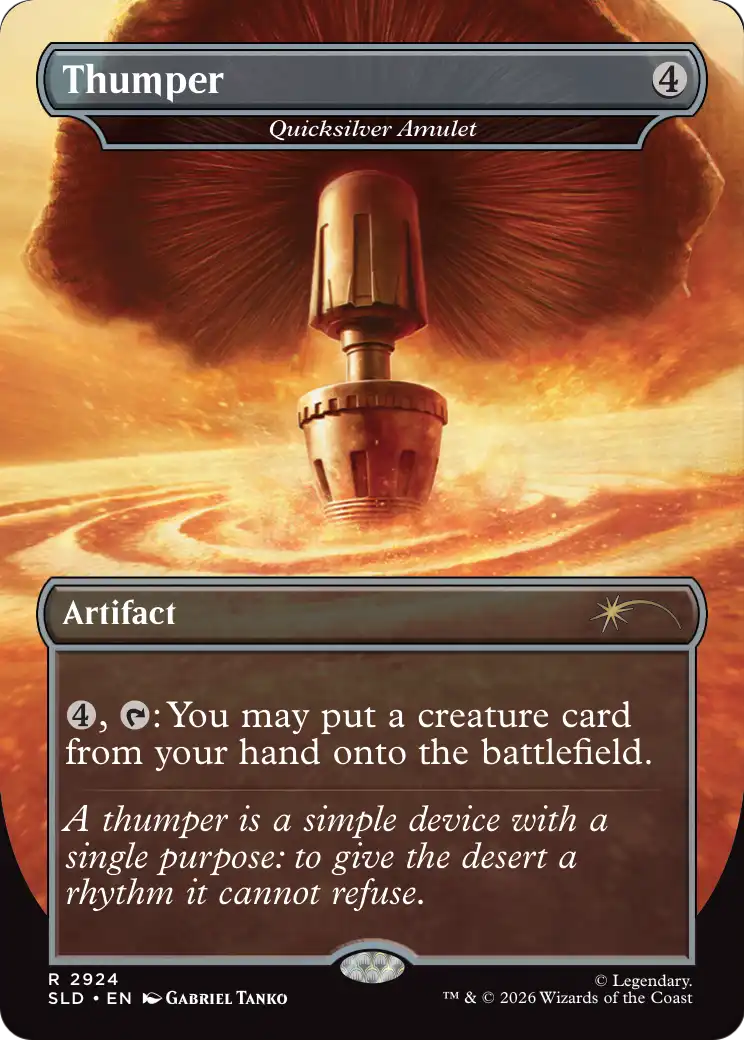 Thumper 4
Quicksilver Amulet
Artifact
4, : You may put a creature card
from your hand onto the battlefield.
A thumper is a simple device with a
single purpose: to give the desert a
rhythm it cannot refuse.
R 2924
SLD • EN Gabriel Tanko
© Legendary.
™ & © 2026 Wizards of the Coast